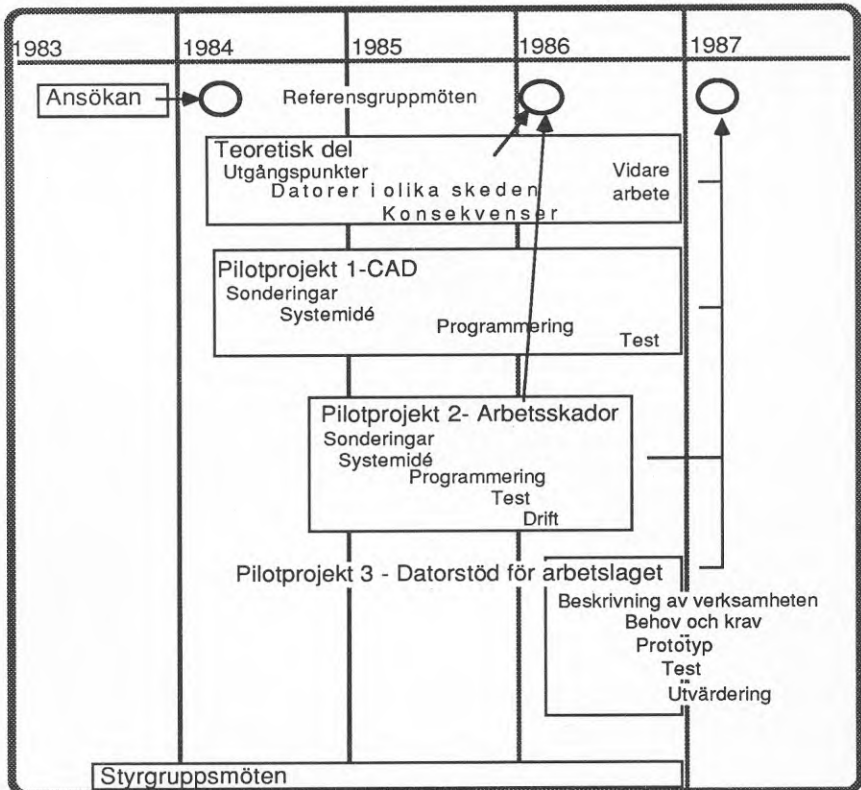 1983 1984 1985 1986 1987
Ansökan Referensgruppmöten
Teoretisk del
Utgångspunkter
Datorer i olika skeden
Konsekvenser
Vidare
arbete
Pilotprojekt 1-CAD
Sonderingar
Systemidé
Programmering
Test
Pilotprojekt 2- Arbetsskador
Sonderingar
Systemidé
Programmering
Test
Drift
Pilotprojekt 3 - Datorstöd för arbetslaget
Beskrivning av verksamheten
Behov och krav
Prototyp
Test
Utvärdering
Styrgruppsmöten